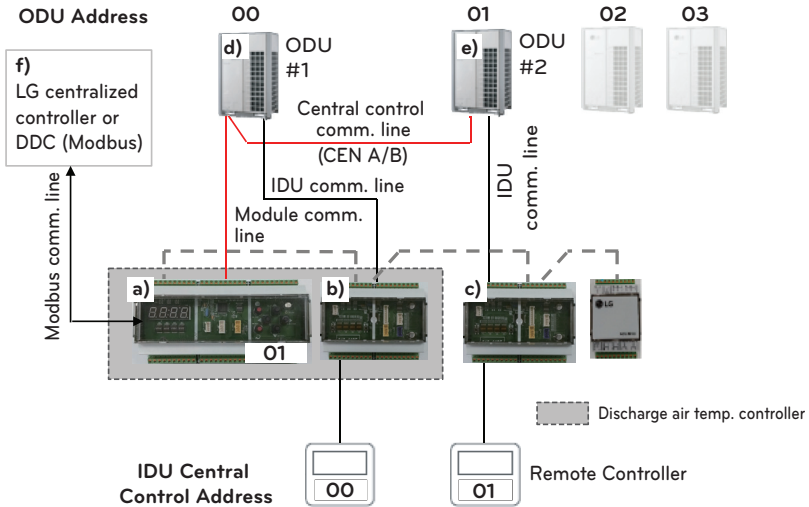 ODU Address
00
01
02
03
d)
ODU
#1
e)
ODU
#2
f)
LG centralized
controller or
DDC (Modbus)
Central control
comm. line
(CEN A/B)
IDU comm. line
IDU
comm. line
Module comm.
line
Modbus comm. line
a)
b)
c)
LG
01
Discharge air temp. controller
IDU Central
Control Address
00
01
Remote Controller